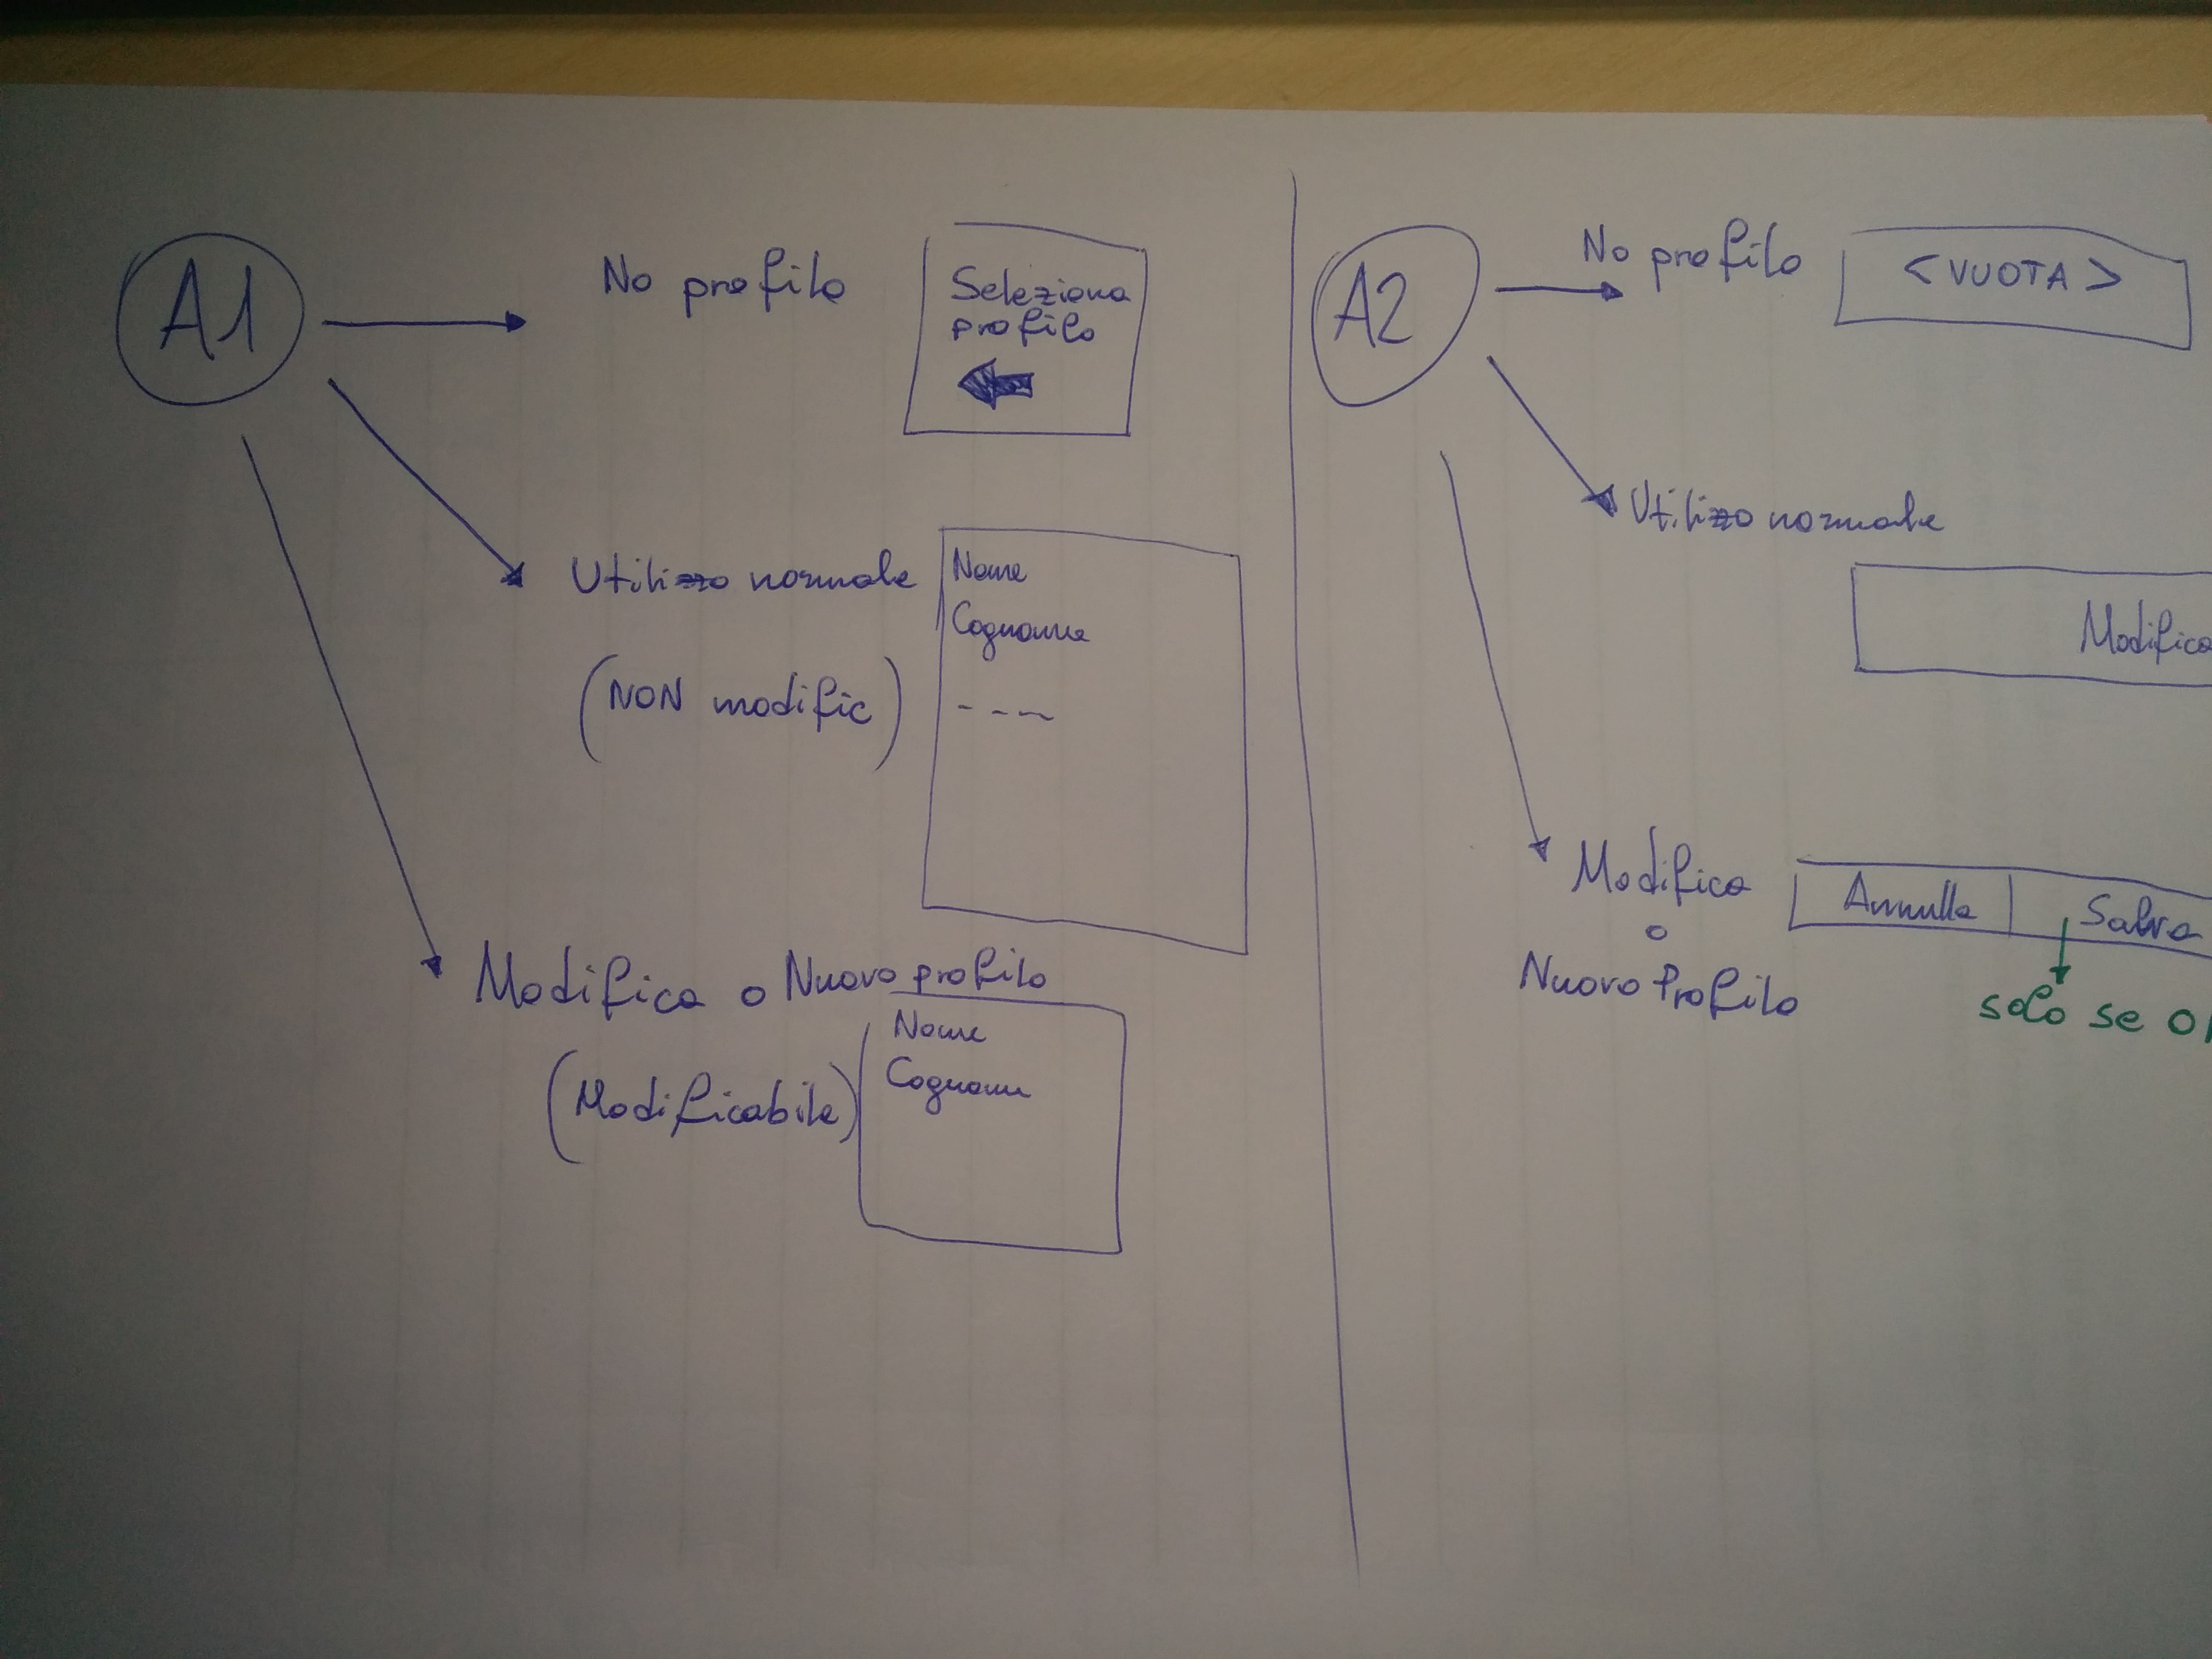 A1
No profilo
Seleziona
profilo
Utilizzo normale
(NON modific)
Nome
Cognome
---
Modifica o Nuovo profilo
(Modificabile)
Nome
Cognome
A2
No profilo
<VUOTA>
Utilizzo normale
Modifica
Modifica
o
Nuovo Profilo
Annulla
Salva
solo se